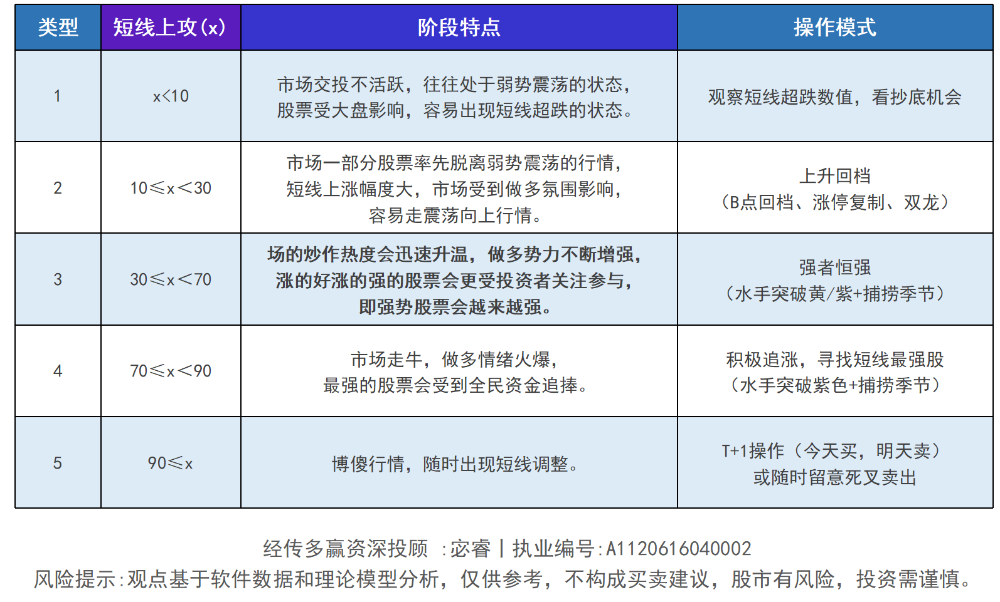 类型
短线上攻(x)
阶段特点
操作模式
1
x<10
市场交投不活跃，往往处于弱势震荡的状态，
股票受大盘影响，容易出现短线超跌的状态。
观察短线超跌数值，看抄底机会
2
10≤x＜30
市场一部分股票率先脱离弱势震荡的行情，
短线上涨幅度大，市场受到做多氛围影响，
容易走震荡向上行情。
上升回档
（B点回档、涨停复制、双龙）
3
30≤x＜70
场的炒作热度会迅速升温，做多势力不断增强，
涨的好涨的强的股票会更受投资者关注参与，
即强势股票会越来越强。
强者恒强
（水手突破黄/紫+捕捞季节）
4
70≤x＜90
市场走牛，做多情绪火爆，
最强的股票会受到全民资金追捧。
积极追涨，寻找短线最强股
（水手突破紫色+捕捞季节）
5
90≤x
博傻行情，随时出现短线调整。
T+1操作（今天买，明天卖）
或随时留意死叉卖出
经传多赢资深投顾 :宓睿丨执业编号:A1120616040002
风险提示:观点基于软件数据和理论模型分析，仅供参考，不构成买卖建议，股市有风险，投资需谨慎。